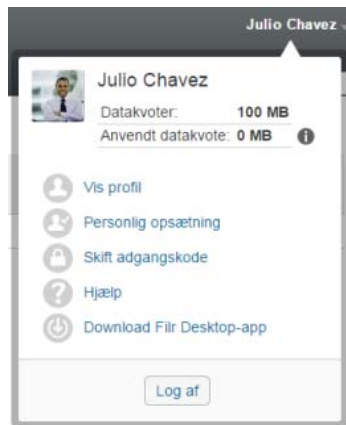 Julio Chavez
Julio Chavez
Datakvoter: 100 MB
Anvendt datakvote: 0 MB
Vis profil
Personlig opsætning
Skift adgangskode
Hjælp
Download Filr Desktop-app
Log af